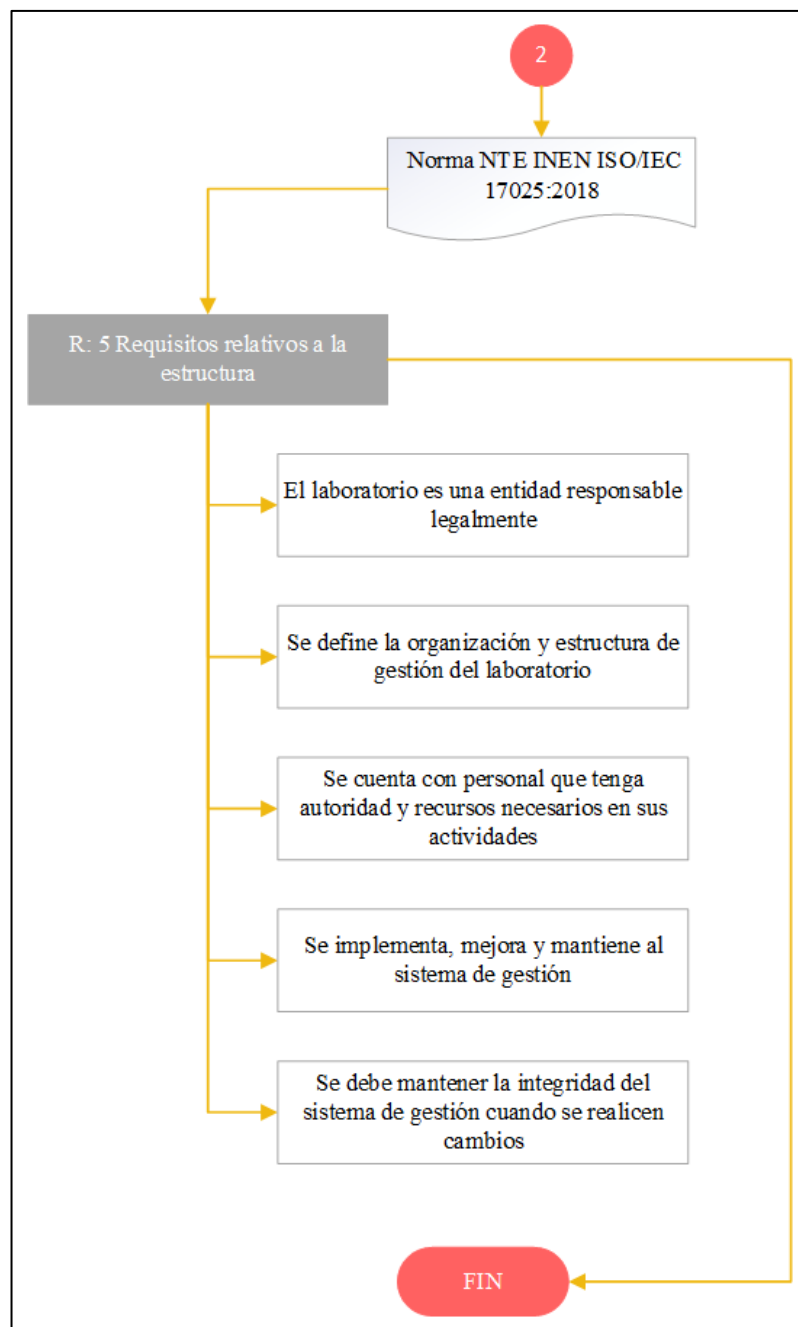 2
Norma NTE INEN ISO/IEC
17025:2018
R: 5 Requisitos relativos a la
estructura
El laboratorio es una entidad responsable
legalmente
Se define la organización y estructura de
gestión del laboratorio
Se cuenta con personal que tenga
autoridad y recursos necesarios en sus
actividades
Se implementa, mejora y mantiene al
sistema de gestión
Se debe mantener la integridad del
sistema de gestión cuando se realicen
cambios
FIN